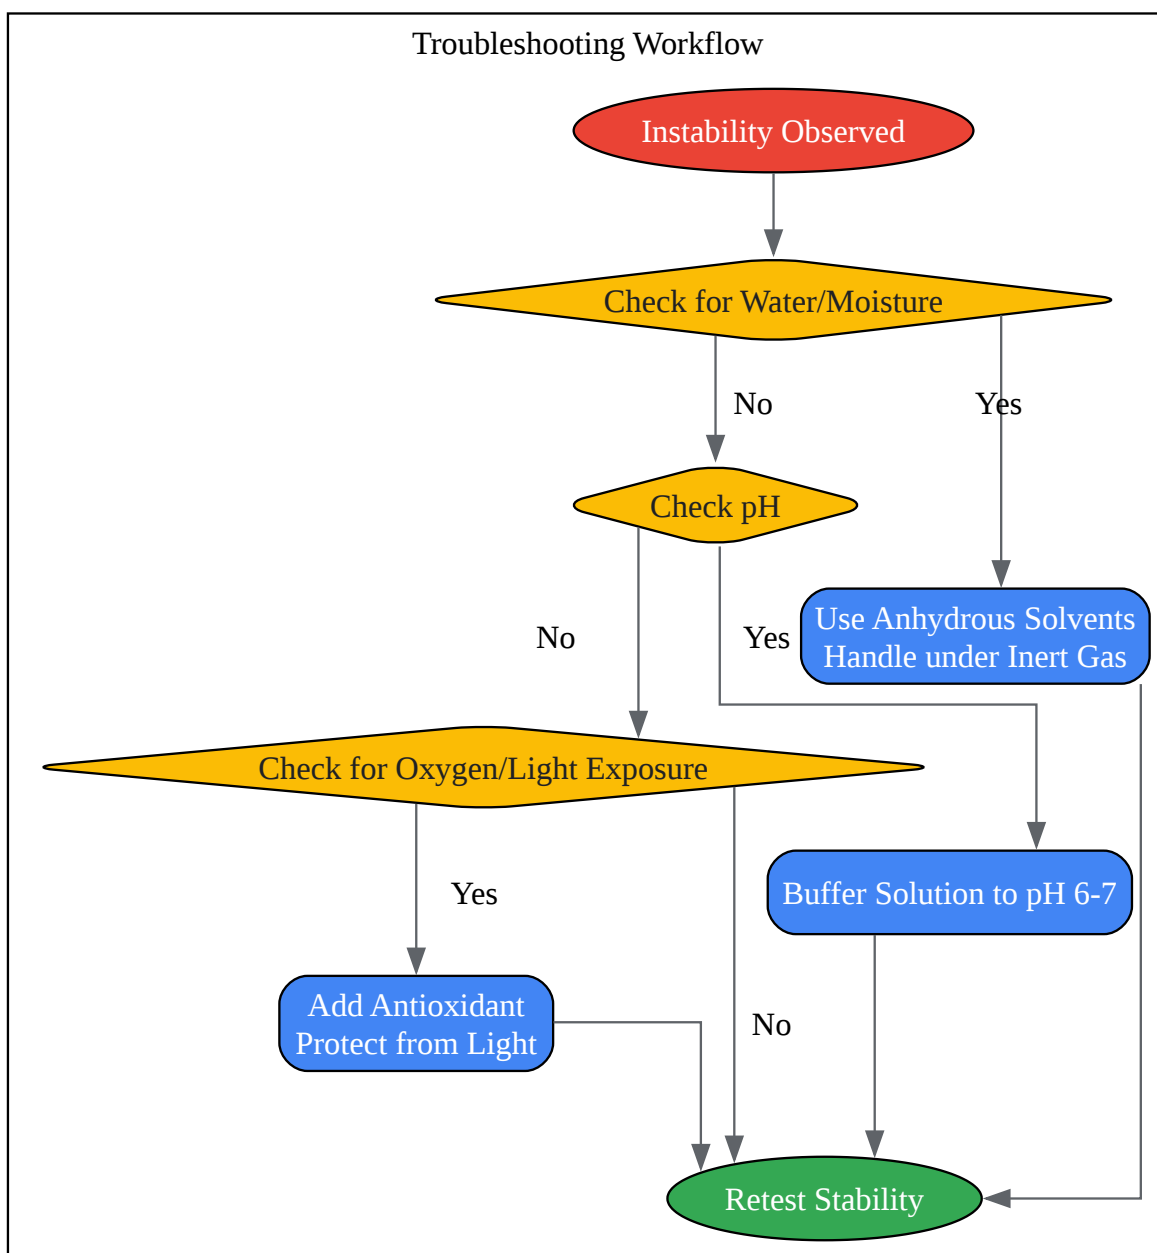 Troubleshooting Workflow
Instability Observed
Check for Water/Moisture
No
Yes
Check pH
Use Anhydrous Solvents
Handle under Inert Gas
No
Yes
Check for Oxygen/Light Exposure
Yes
Buffer Solution to pH 6-7
Add Antioxidant
Protect from Light
No
Retest Stability